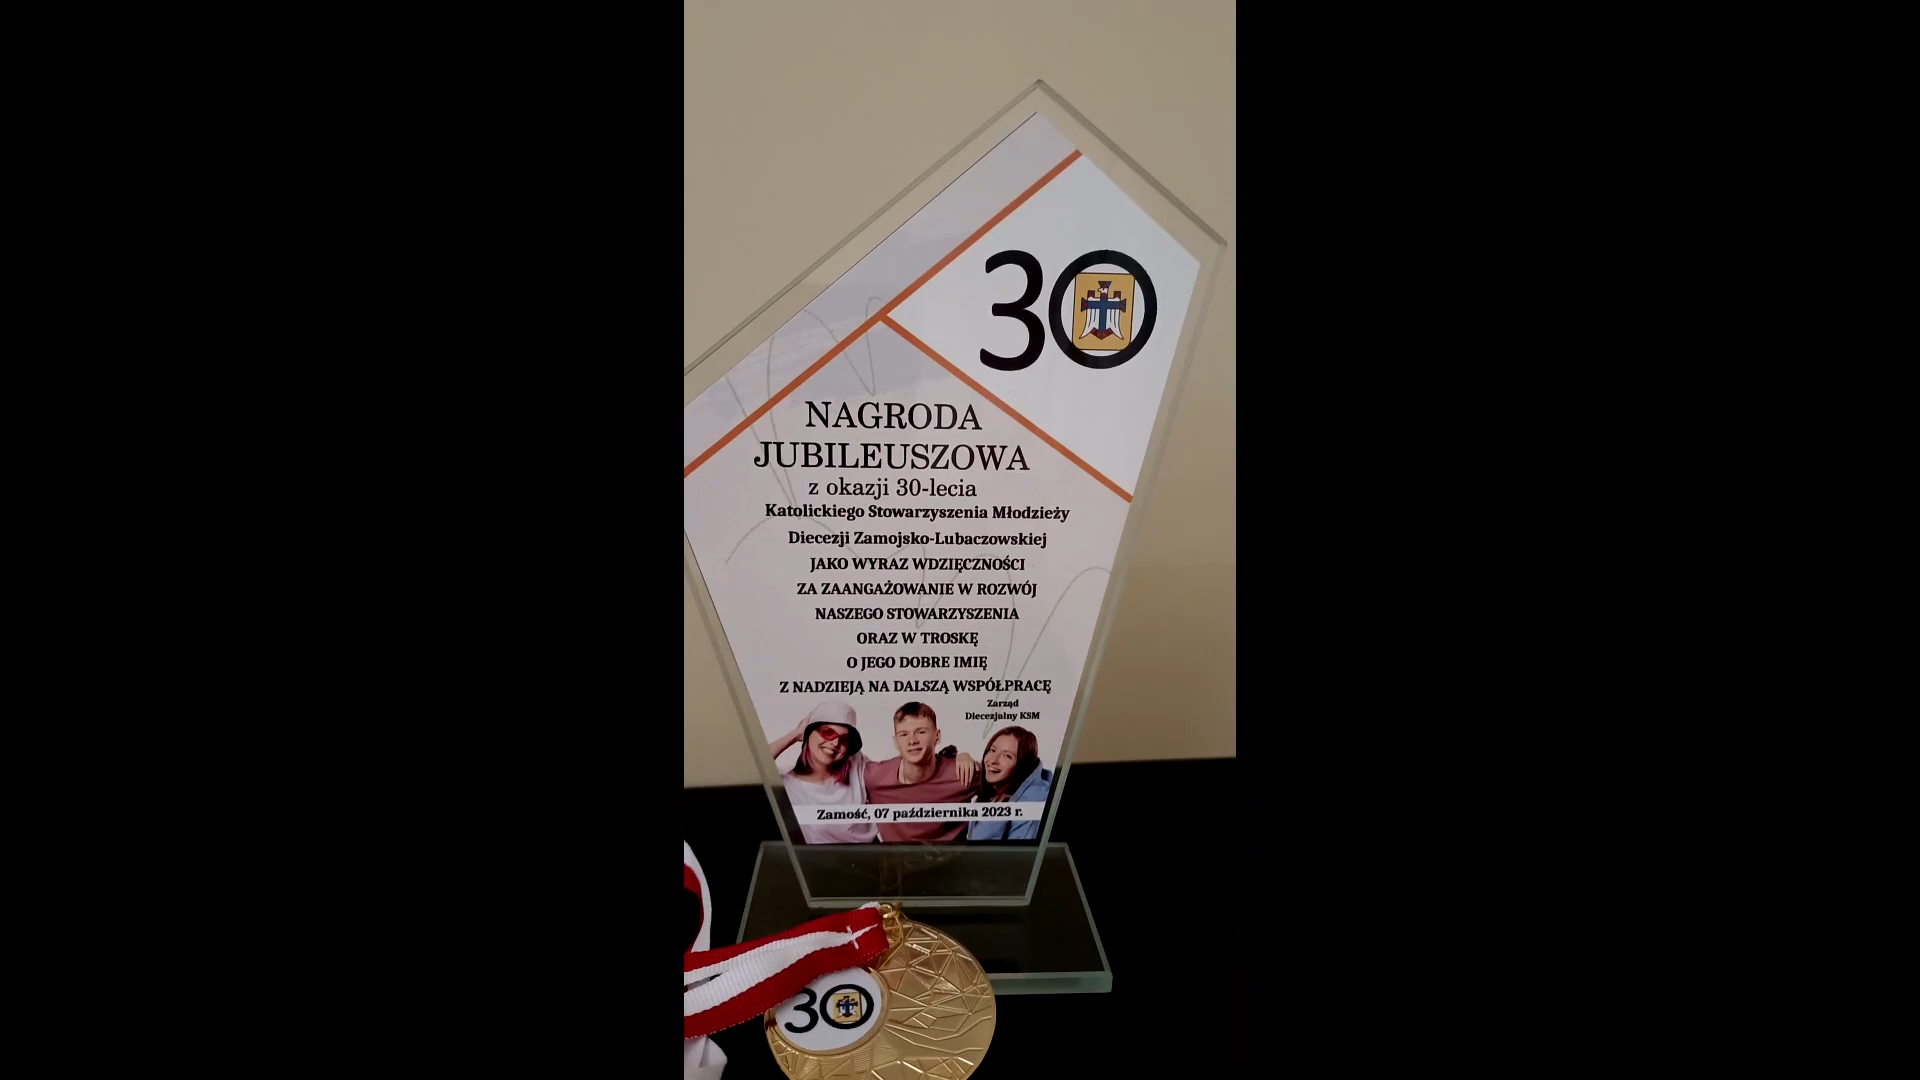 30
NAGRODA
JUBILEUSZOWA
z okazji 30-lecia
Katolickiego Stowarzyszenia Młodzieży
Diecezji Zamojsko-Lubaczowskiej
JAKO WYRAZ WDZIĘCZNOŚCI
ZA ZAANGAŻOWANIE W ROZWÓJ
NASZEGO STOWARZYSZENIA
ORAZ W TROSKĘ
O JEGO DOBRE IMIĘ
Z NADZIEJĄ NA DALSZĄ WSPÓŁPRACĘ
Zarząd
Diecezjalny KSM
Zamość, 07 października 2023 r.
30